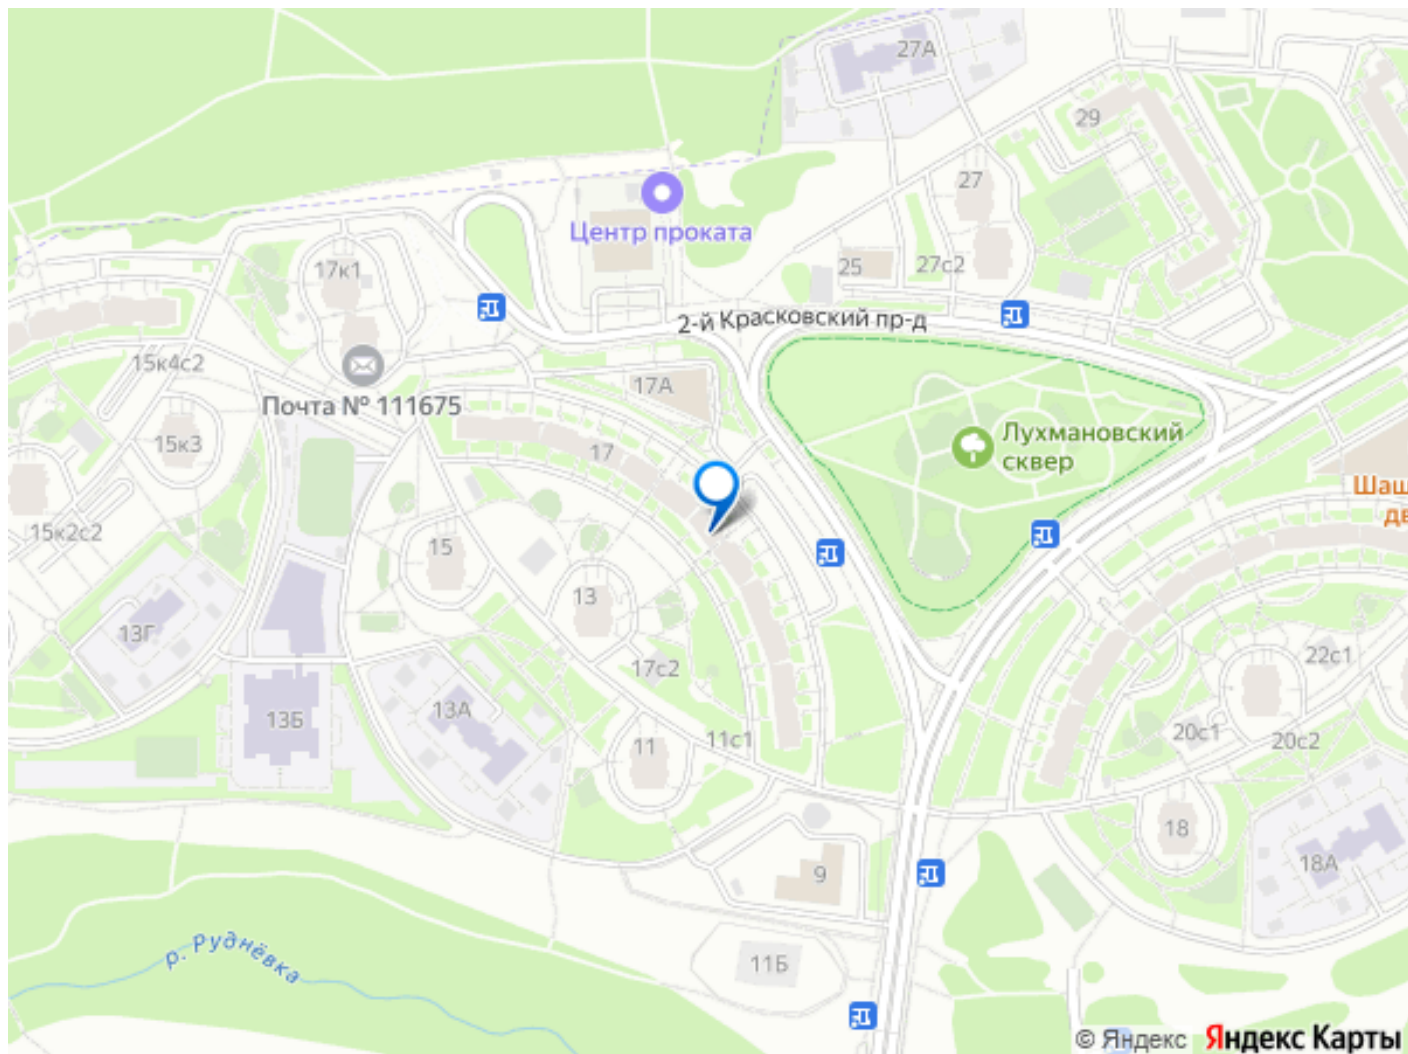 27А
29
27
Центр проката
25
27с2
17к1
2-й Красковский пр-д
15к4с2
17А
Почта № 111675
15к3
17
Лухмановский
сквер
Шаш
дв
15к2с2
15
13
13Г
17с2
22с1
13А
13Б
11с1
11
20с1
20с2
18
18А
9
р. Руднёвка
11Б
© Яндекс Яндекс Карты